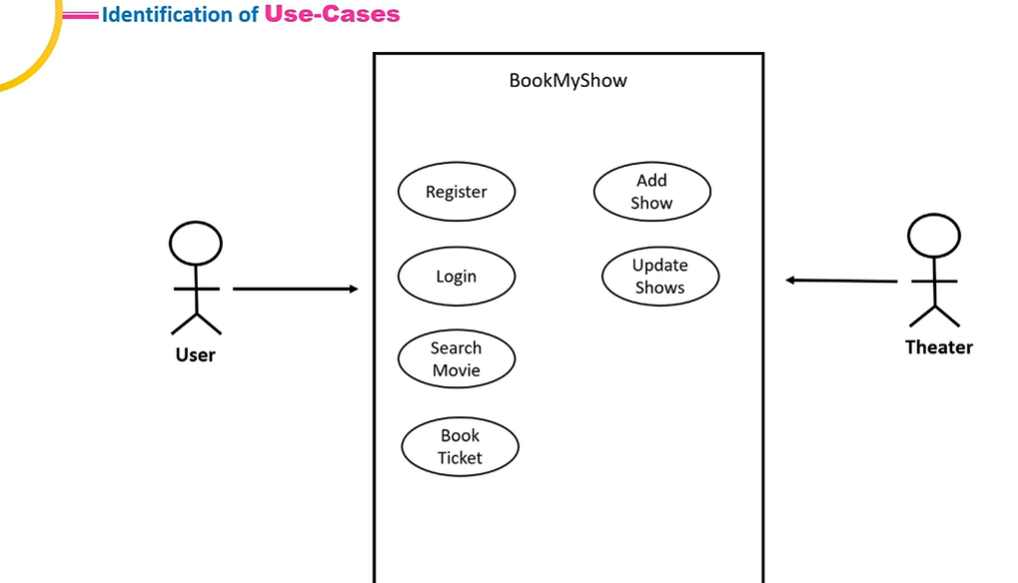 Identification of Use-Cases
BookMyShow
Register
Login
Search
Movie
Book
Ticket
Add
Show
Update
Shows
User
Theater